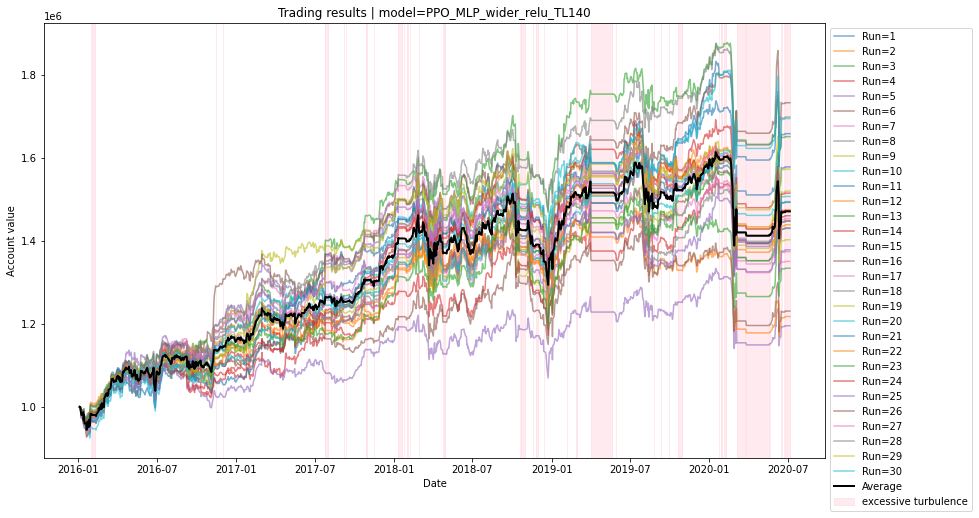 Trading results | model=PPO_MLP_wider_relu_TL140
1e6
1.8
1.6
1.4
1.2
1.0
Account value
2016-01 2016-07 2017-01 2017-07 2018-01 2018-07 2019-01 2019-07 2020-01 2020-07
Date
Run=1
Run=2
Run=3
Run=4
Run=5
Run=6
Run=7
Run=8
Run=9
Run=10
Run=11
Run=12
Run=13
Run=14
Run=15
Run=16
Run=17
Run=18
Run=19
Run=20
Run=21
Run=22
Run=23
Run=24
Run=25
Run=26
Run=27
Run=28
Run=29
Run=30
Average
excessive turbulence